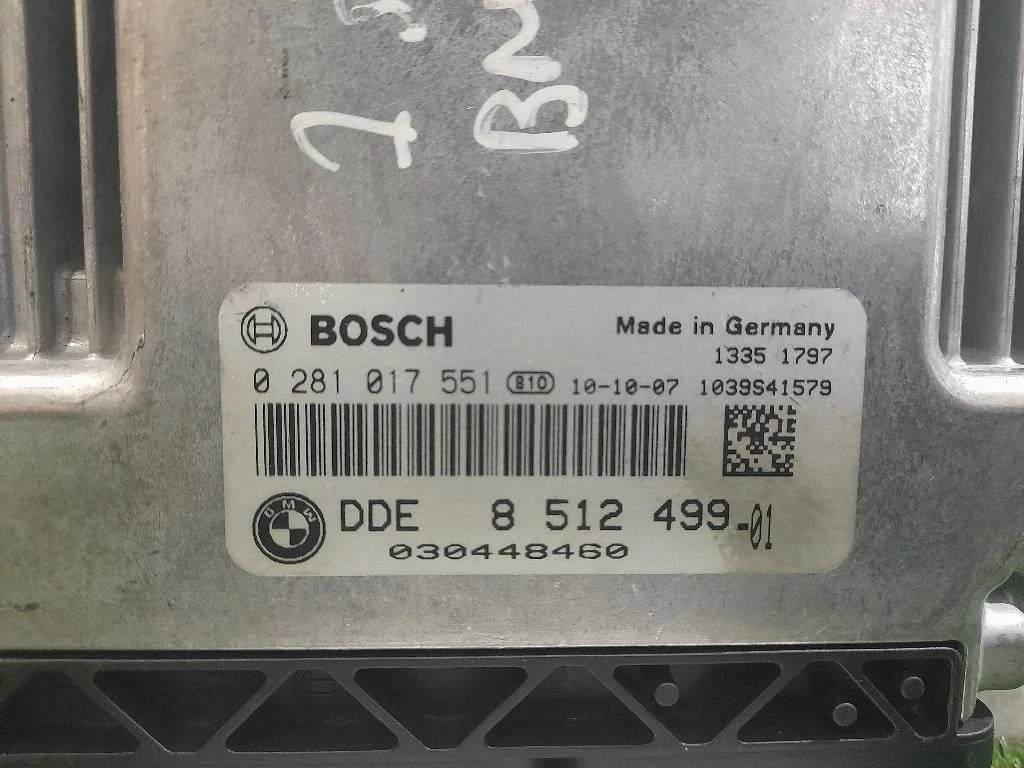 BOSCH
Made in Germany
1335 1797
0 281 017 551 810 10-10-07 1039S41579
BMW
DDE 8 512 499-01
030448460